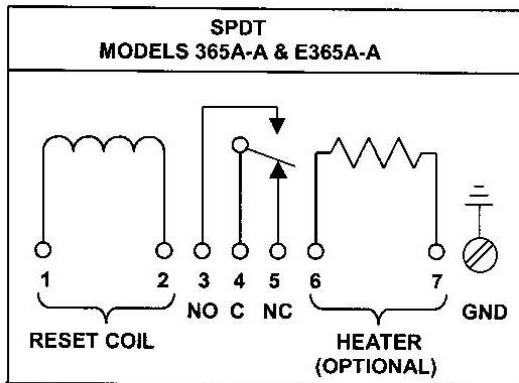 SPDT
MODELS 365A-A & E365A-A
1 2 3 4 5 6 7
NO C NC GND
RESET COIL HEATER
(OPTIONAL)